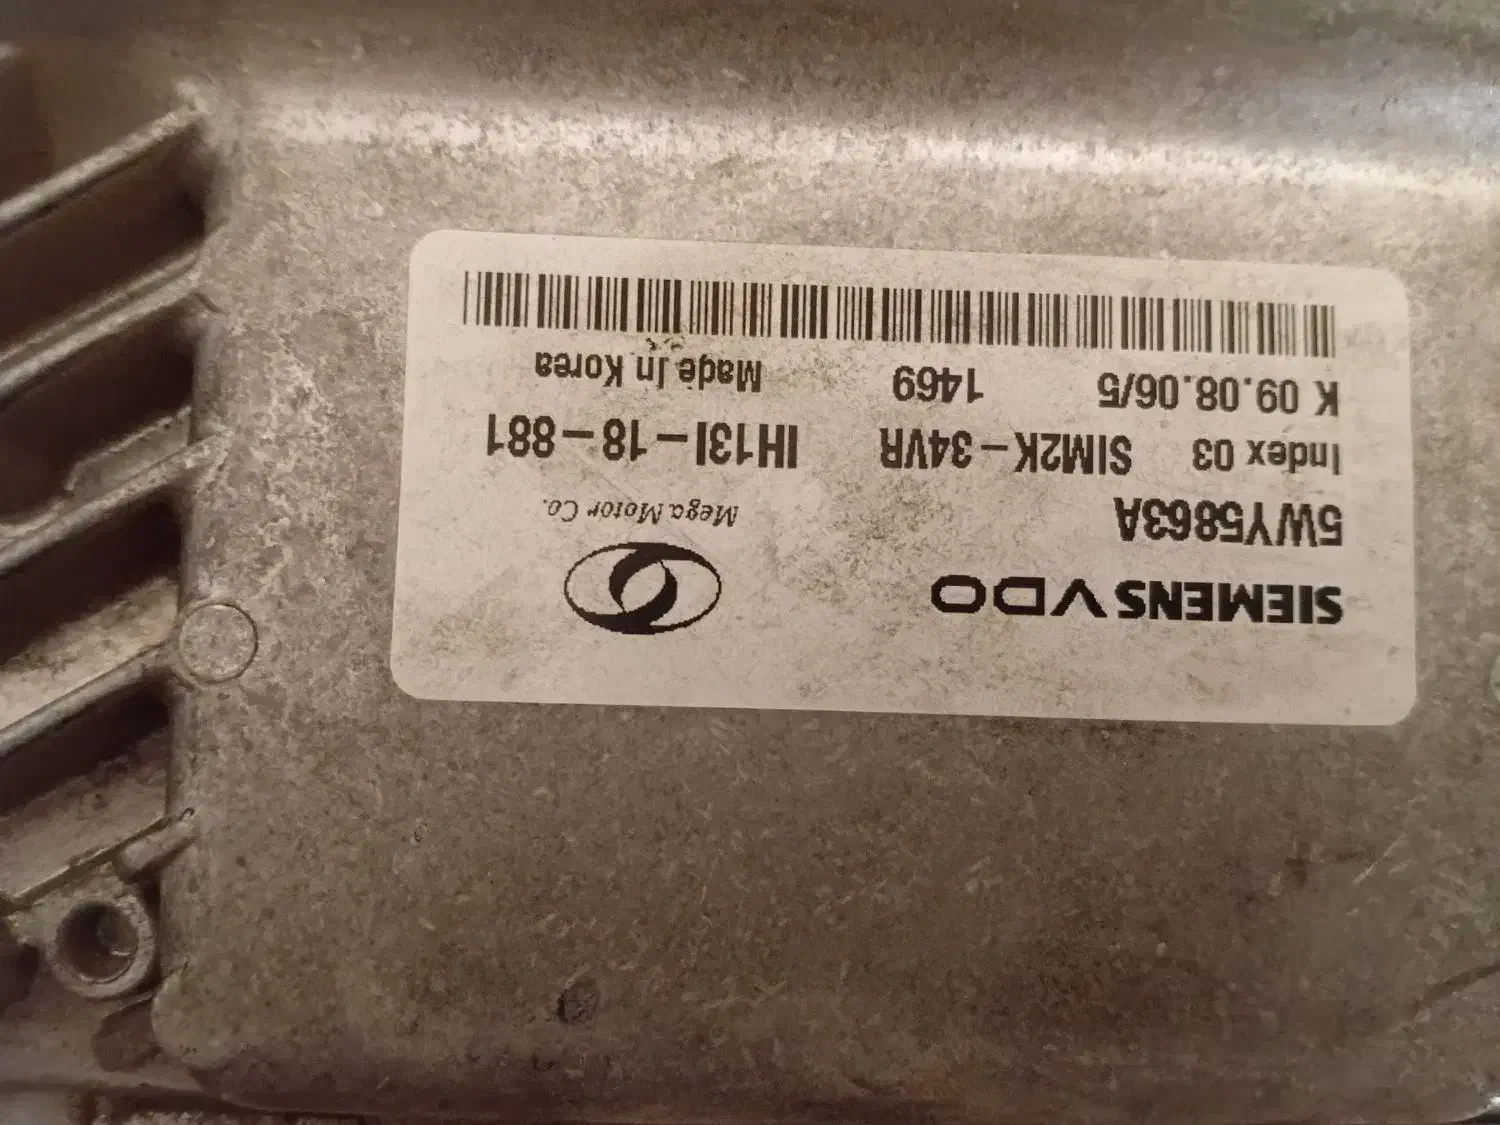 SIEMENS VDO
5WY5863A
Mega Motor Co.
Index 03 SIM2K-34VR IH13I-18-881
K 09.08.06/5 1469 Made In Korea